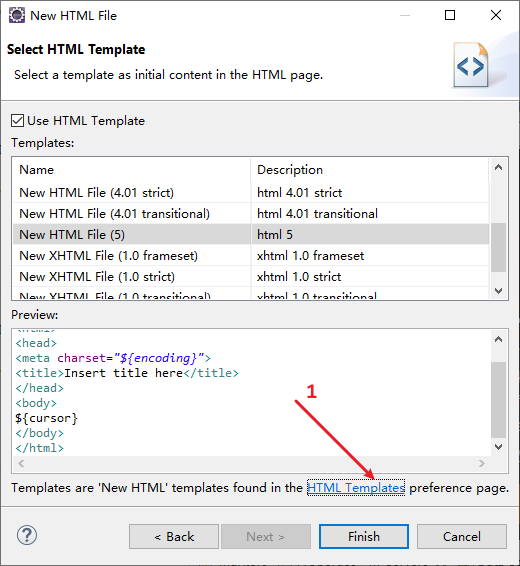 New HTML File
Select HTML Template
Select a template as initial content in the HTML page.
Use HTML Template
Templates:
Name Description
New HTML File (4.01 strict) html 4.01 strict
New HTML File (4.01 transitional) html 4.01 transitional
New HTML File (5) html 5
New XHTML File (1.0 frameset) xhtml 1.0 frameset
New XHTML File (1.0 strict) xhtml 1.0 strict
New XHTML File (1.0 transitional) xhtml 1.0 transitional
Preview:
<html>
<head>
<meta charset="${encoding}">
<title>Insert title here</title>
</head>
<body>
${cursor}
</body>
</html>
1
Templates are 'New HTML' templates found in the HTML Templates preference page.
? < Back Next > Finish Cancel